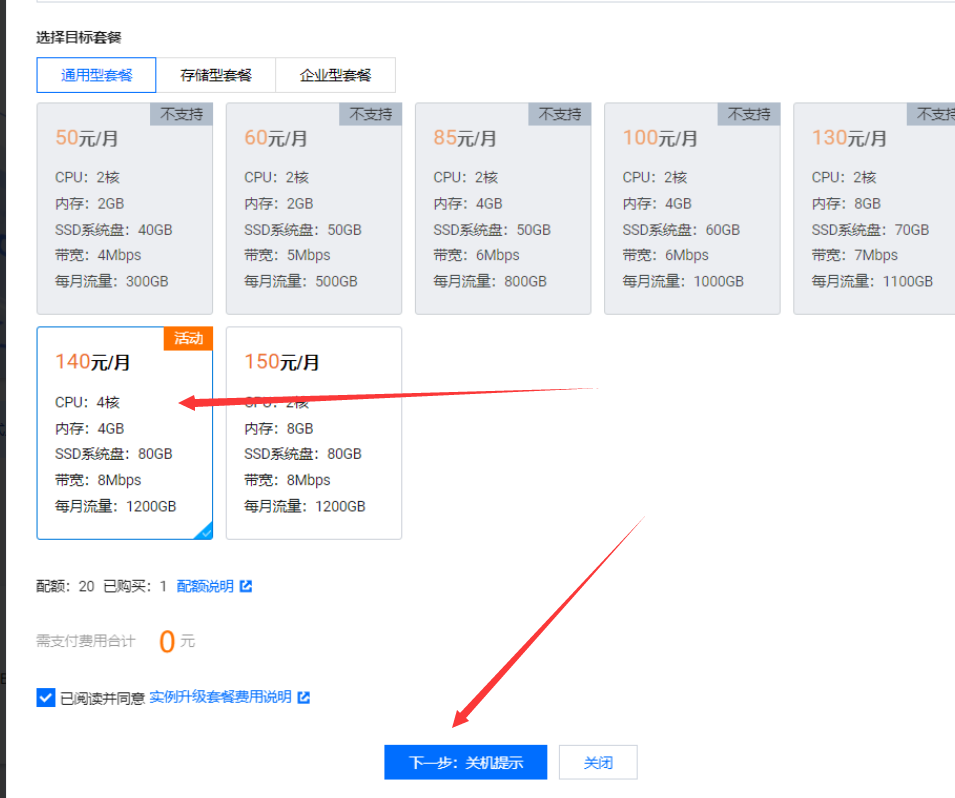 选择目标套餐
通用型套餐 存储型套餐 企业型套餐
不支持
50元/月
CPU：2核
内存：2GB
SSD系统盘：40GB
带宽：4Mbps
每月流量：300GB
不支持
60元/月
CPU：2核
内存：2GB
SSD系统盘：50GB
带宽：5Mbps
每月流量：500GB
不支持
85元/月
CPU：2核
内存：4GB
SSD系统盘：50GB
带宽：6Mbps
每月流量：800GB
不支持
100元/月
CPU：2核
内存：4GB
SSD系统盘：60GB
带宽：6Mbps
每月流量：1000GB
不支持
130元/月
CPU：2核
内存：8GB
SSD系统盘：70GB
带宽：7Mbps
每月流量：1100GB
活动
140元/月
CPU：4核
内存：4GB
SSD系统盘：80GB
带宽：8Mbps
每月流量：1200GB
150元/月
CPU：2核
内存：8GB
SSD系统盘：80GB
带宽：8Mbps
每月流量：1200GB
配额：20 已购买：1 配额说明
需支付费用合计 0元
已阅读并同意 实例升级套餐费用说明
下一步：关机提示 关闭